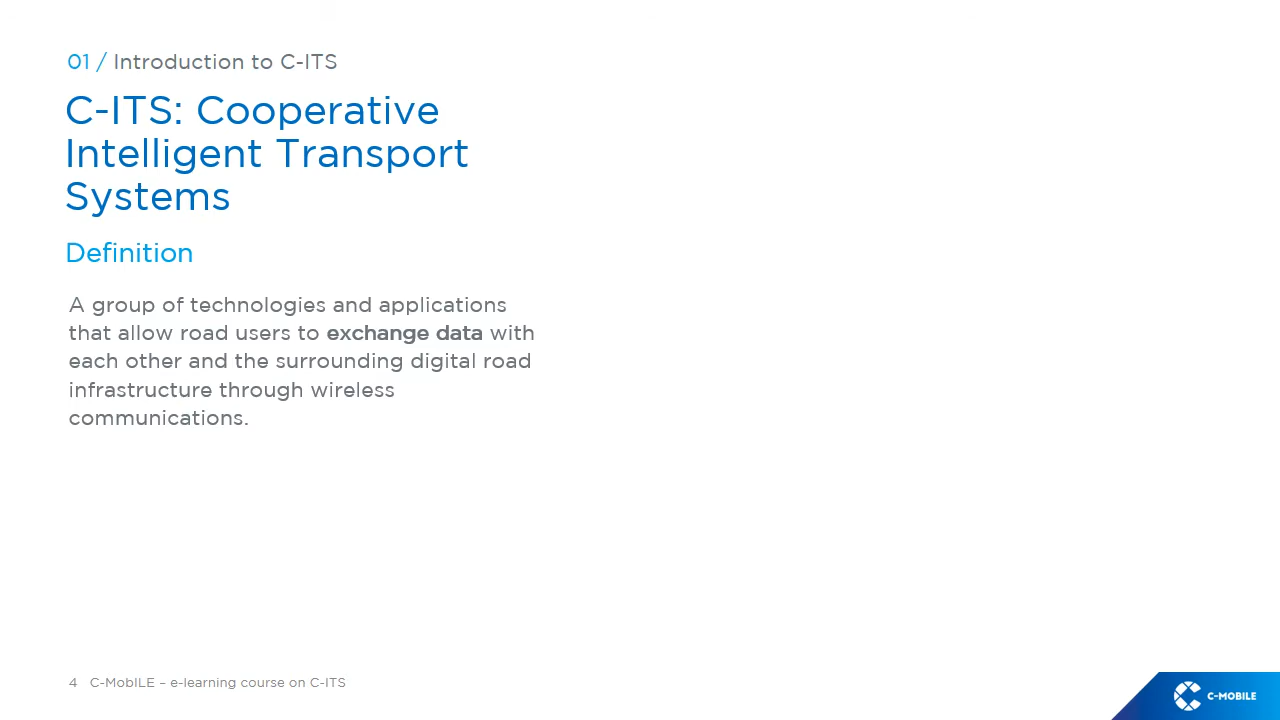 01 / Introduction to C-ITS
C-ITS: Cooperative
Intelligent Transport
Systems
Definition
A group of technologies and applications
that allow road users to exchange data with
each other and the surrounding digital road
infrastructure through wireless
communications.
4 C-MobILE – e-learning course on C-ITS
C-MOBILE